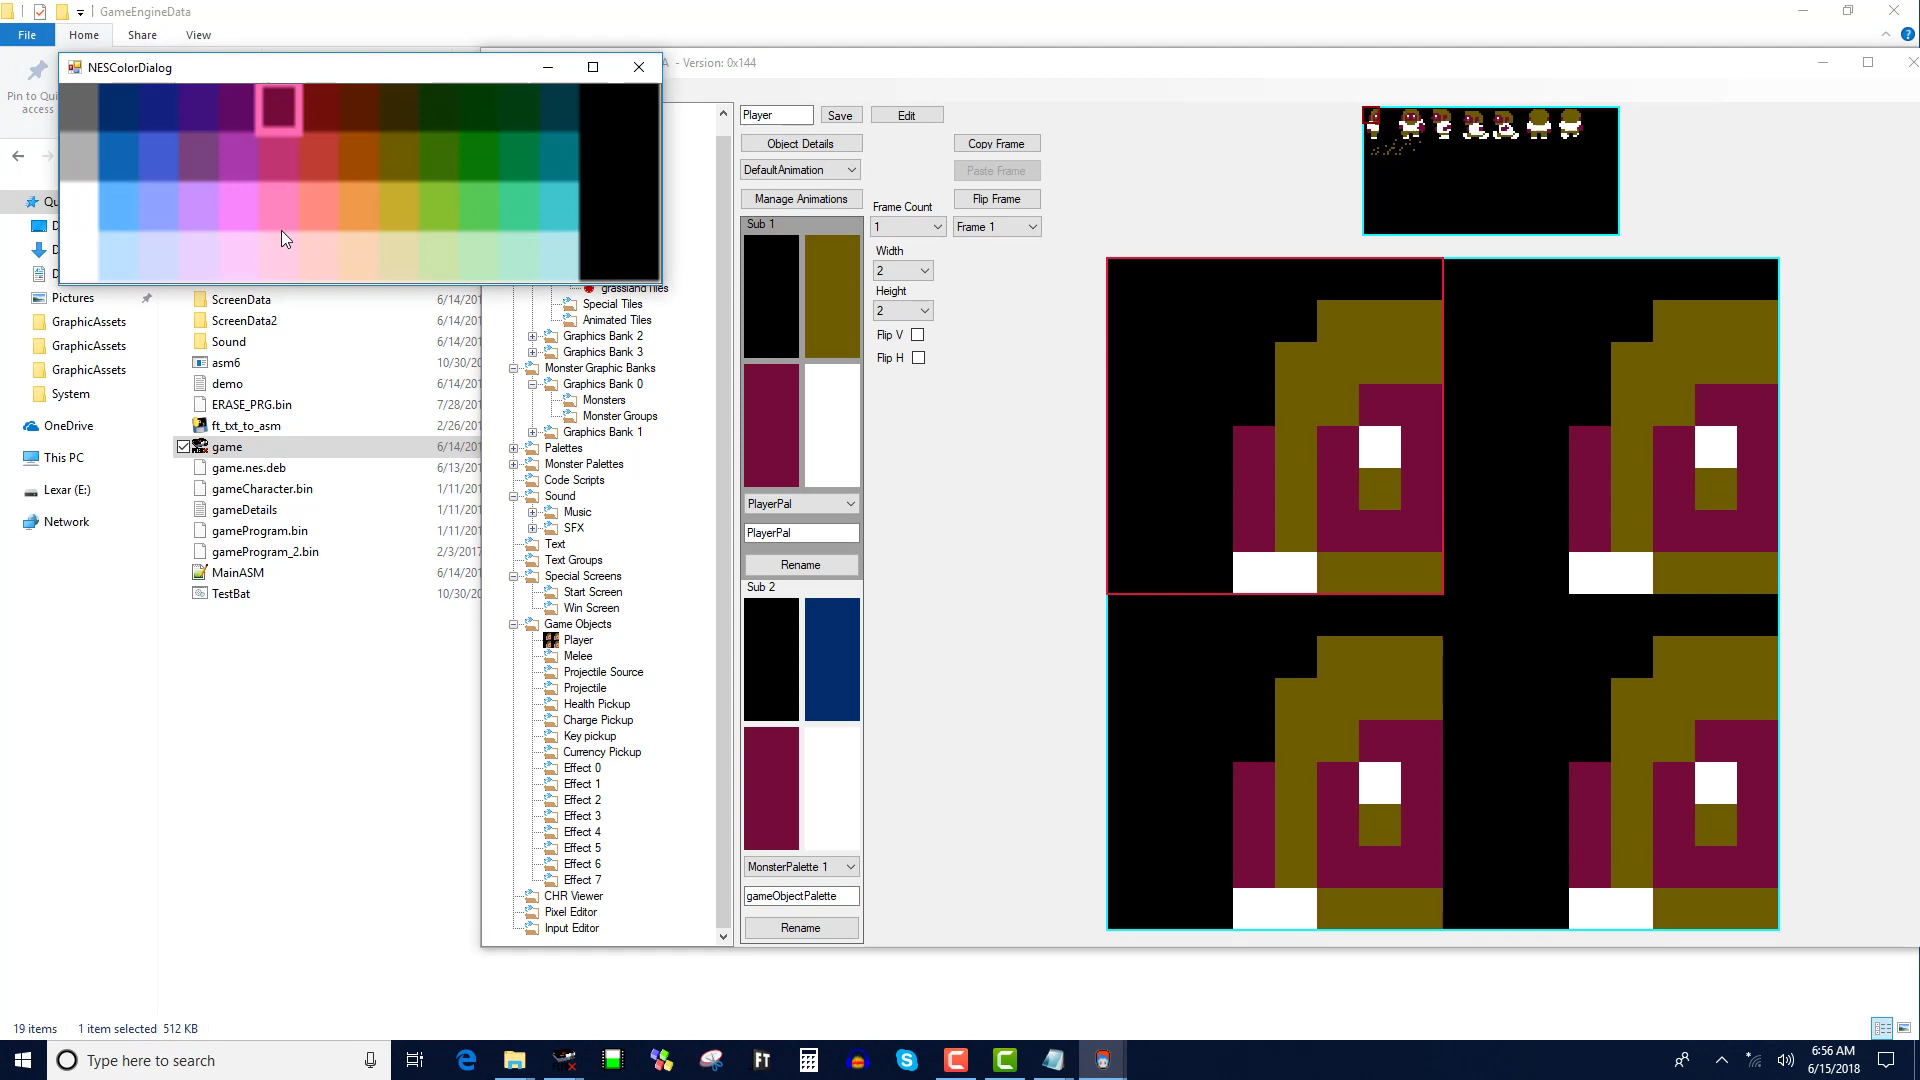 GameEngineData
File
Home
Share
View
Pin to Qui
access
NESColorDialog
A - Version: 0x144
Qu
D
D
D
Pictures
GraphicAssets
GraphicAssets
GraphicAssets
System
OneDrive
This PC
Lexar (E:)
Network
ScreenData 6/14/201
ScreenData2 6/14/201
Sound 6/14/201
asm6 10/30/20
demo 6/14/201
ERASE_PRG.bin 7/28/201
ft_txt_to_asm 2/26/201
game 6/14/201
game.nes.deb 6/13/201
gameCharacter.bin 1/11/201
gameDetails 1/11/201
gameProgram.bin 1/11/201
gameProgram_2.bin 2/3/2017
MainASM 6/14/201
TestBat 10/30/20
grasslandTiles
Special Tiles
Animated Tiles
Graphics Bank 2
Graphics Bank 3
Monster Graphic Banks
Graphics Bank 0
Monsters
Monster Groups
Graphics Bank 1
Palettes
Monster Palettes
Code Scripts
Sound
Music
SFX
Text
Text Groups
Special Screens
Start Screen
Win Screen
Game Objects
Player
Melee
Projectile Source
Projectile
Health Pickup
Charge Pickup
Key pickup
Currency Pickup
Effect 0
Effect 1
Effect 2
Effect 3
Effect 4
Effect 5
Effect 6
Effect 7
CHR Viewer
Pixel Editor
Input Editor
Player
Save
Edit
Object Details
Copy Frame
DefaultAnimation
Paste Frame
Manage Animations
Flip Frame
Frame Count
1
Frame 1
Width
2
Height
2
Flip V
Flip H
Sub 1
PlayerPal
PlayerPal
Rename
Sub 2
MonsterPalette 1
gameObjectPalette
Rename
19 items 1 item selected 512 KB
Type here to search
FT
6:56 AM
6/15/2018